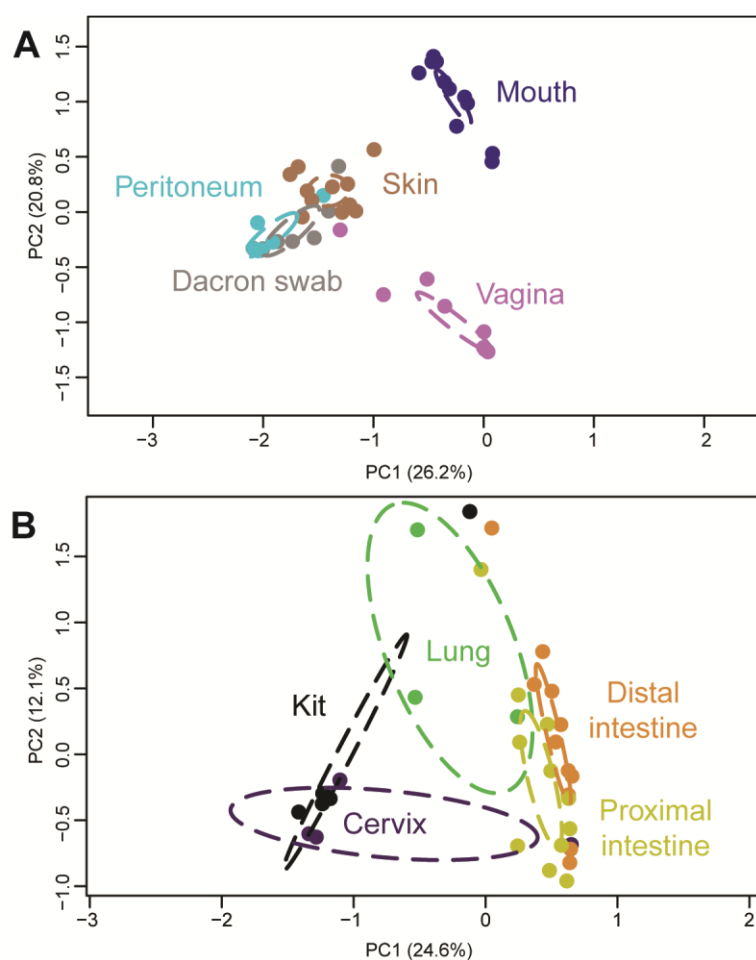 A
PC2 (20.8%)
1.5
1.0
0.5
0.0
−0.5
−1.0
−1.5
Mouth
Peritoneum
Skin
Dacron swab
Vagina
−3 −2 −1 0 1 2
PC1 (26.2%)
B
PC2 (12.1%)
1.5
1.0
0.5
0.0
−0.5
−1.0
Lung
Kit
Distal
intestine
Cervix
Proximal
intestine
−3 −2 −1 0 1 2
PC1 (24.6%)